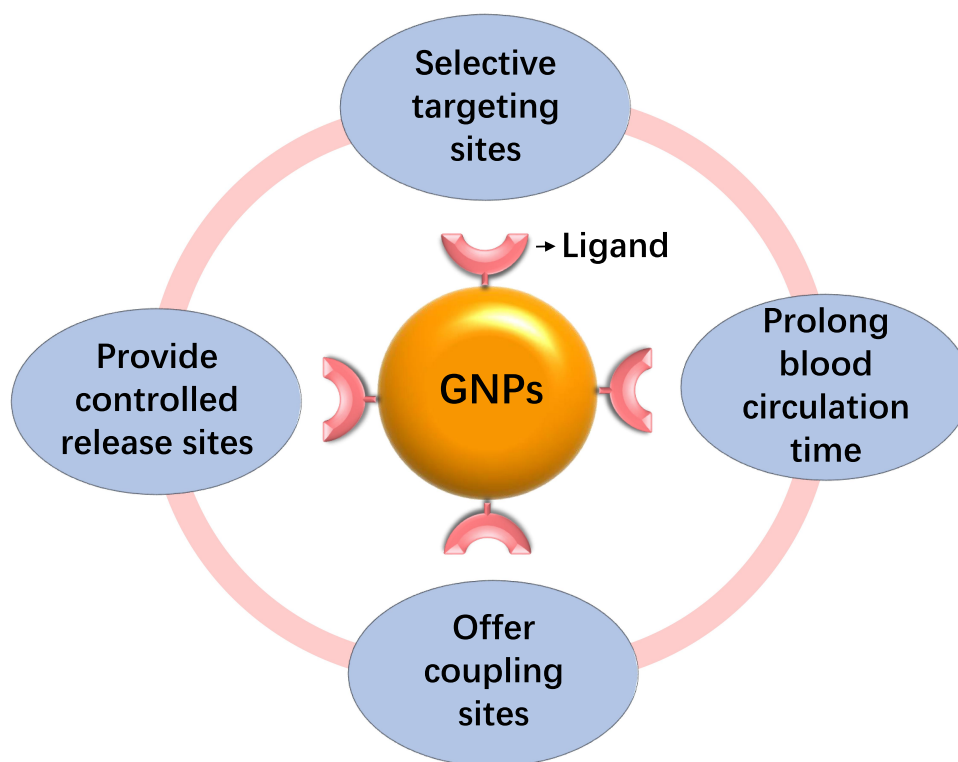 Selective
targeting
sites
Ligand
Prolong
blood
circulation
time
Provide
controlled
release sites
GNPs
Offer
coupling
sites